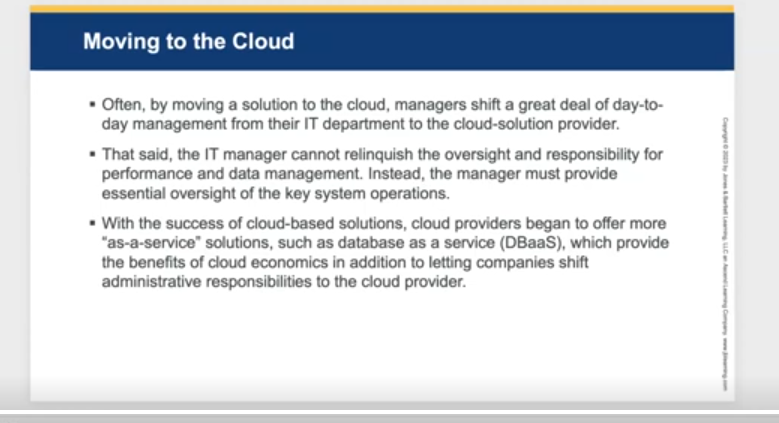 Moving to the Cloud
▪ Often, by moving a solution to the cloud, managers shift a great deal of day-to-
day management from their IT department to the cloud-solution provider.
▪ That said, the IT manager cannot relinquish the oversight and responsibility for
performance and data management. Instead, the manager must provide
essential oversight of the key system operations.
▪ With the success of cloud-based solutions, cloud providers began to offer more
“as-a-service” solutions, such as database as a service (DBaaS), which provide
the benefits of cloud economics in addition to letting companies shift
administrative responsibilities to the cloud provider.
Copyright © 2023 by Jones & Bartlett Learning, LLC an Ascend Learning Company. www.jblearning.com